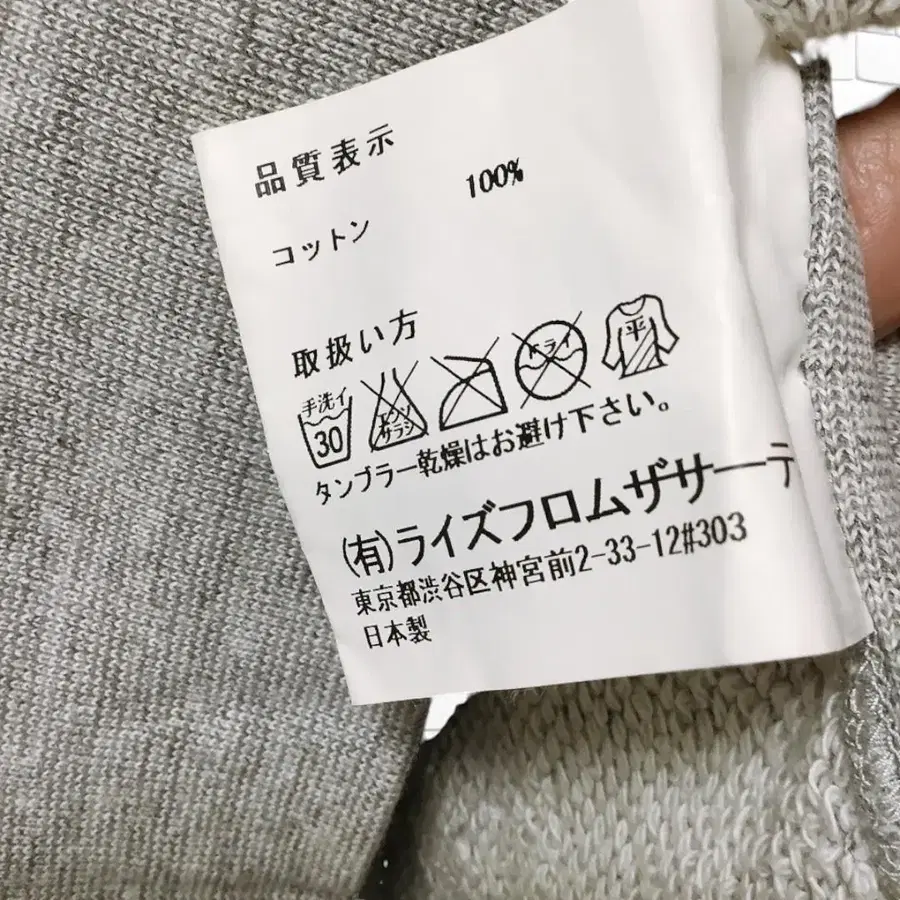 品質表示
コットン 100%
取扱い方
手洗イ 30 エンソサラシ ドライ 平
タンブラー乾燥はお避け下さい。
(有)ライズフロムザサーテ
東京都渋谷区神宮前2-33-12#303
日本製